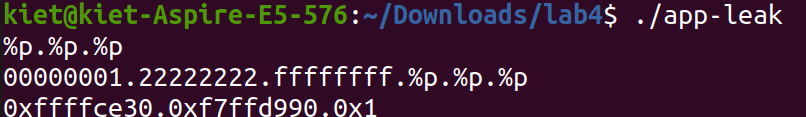 kiet@kiet-Aspire-E5-576:~/Downloads/lab4$ ./app-leak
%p.%p.%p
00000001.22222222.ffffffff.%p.%p.%p
0xffffce30.0xf7ffd990.0x1